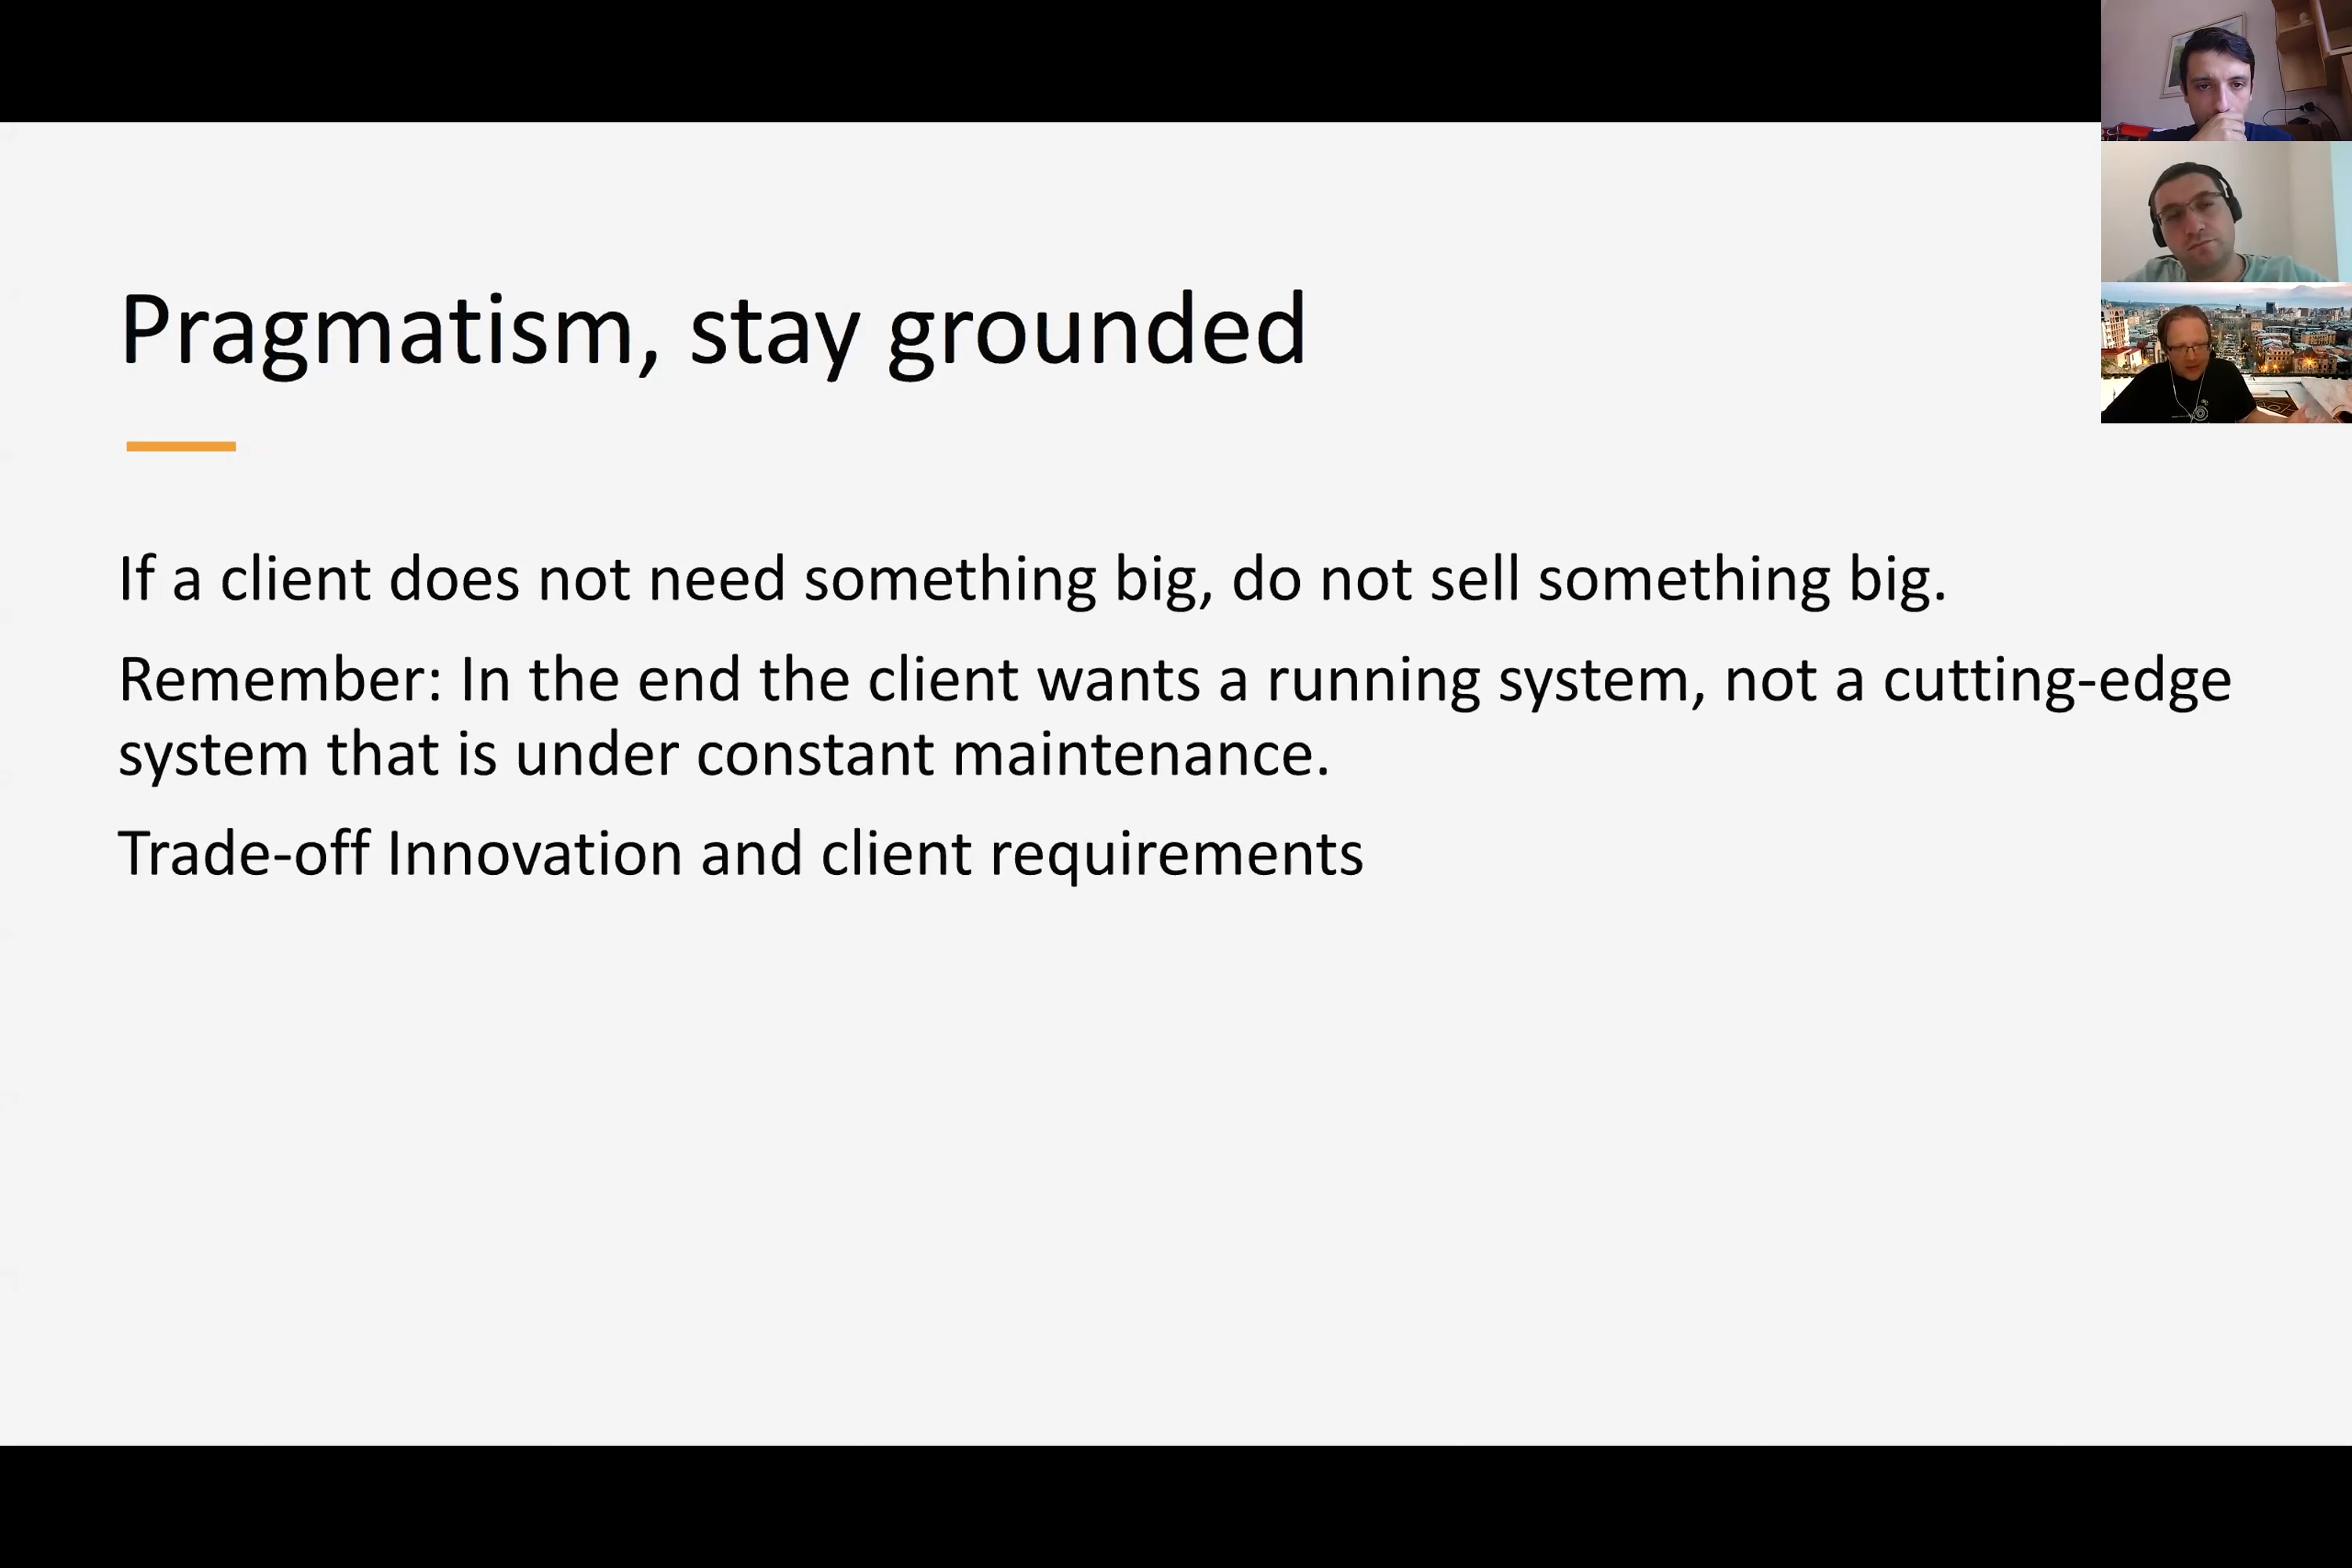 Pragmatism, stay grounded
If a client does not need something big, do not sell something big.
Remember: In the end the client wants a running system, not a cutting-edge
system that is under constant maintenance.
Trade-off Innovation and client requirements